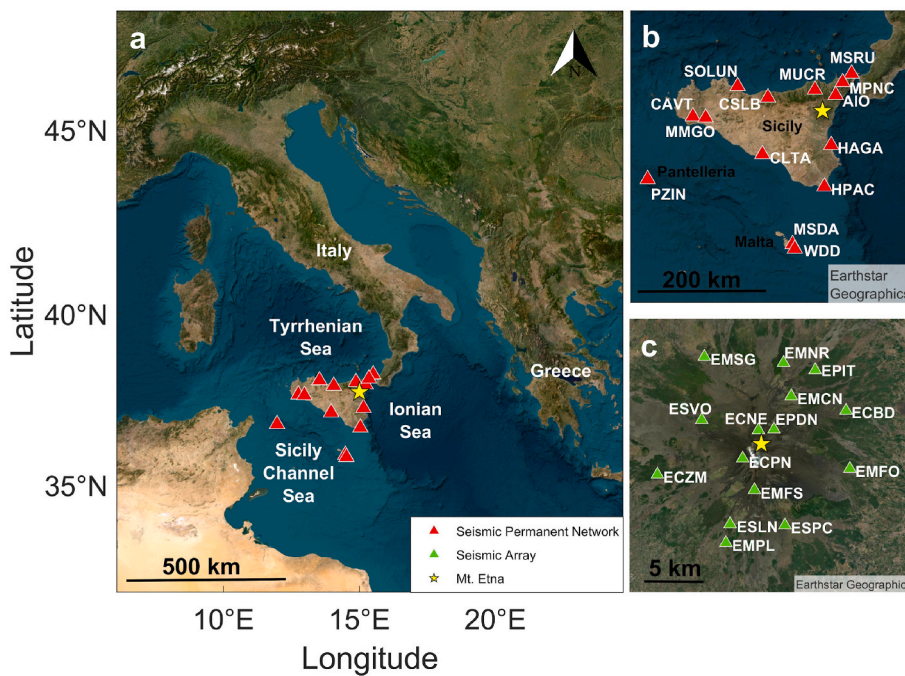 a
N
45°N
40°N
35°N
Latitude
Italy
Tyrrhenian
Sea
Greece
Ionian
Sea
Sicily
Channel
Sea
500 km
Seismic Permanent Network
Seismic Array
Mt. Etna
10°E
15°E
20°E
Longitude
b
MSRU
SOLUN
MUCR
MPNC
CSLB
AIO
CAVT
MMGO
Sicily
HAGA
CLTA
Pantelleria
PZIN
HPAC
MSDA
Malta
WDD
200 km
Earthstar
Geographics
c
EMSG
EMNR
EPIT
EMCN
ECBD
ESVO
ECNE
EPDN
ECPN
ECZM
EMFO
EMFS
ESLN
ESPC
EMPL
5 km
Earthstar Geographic